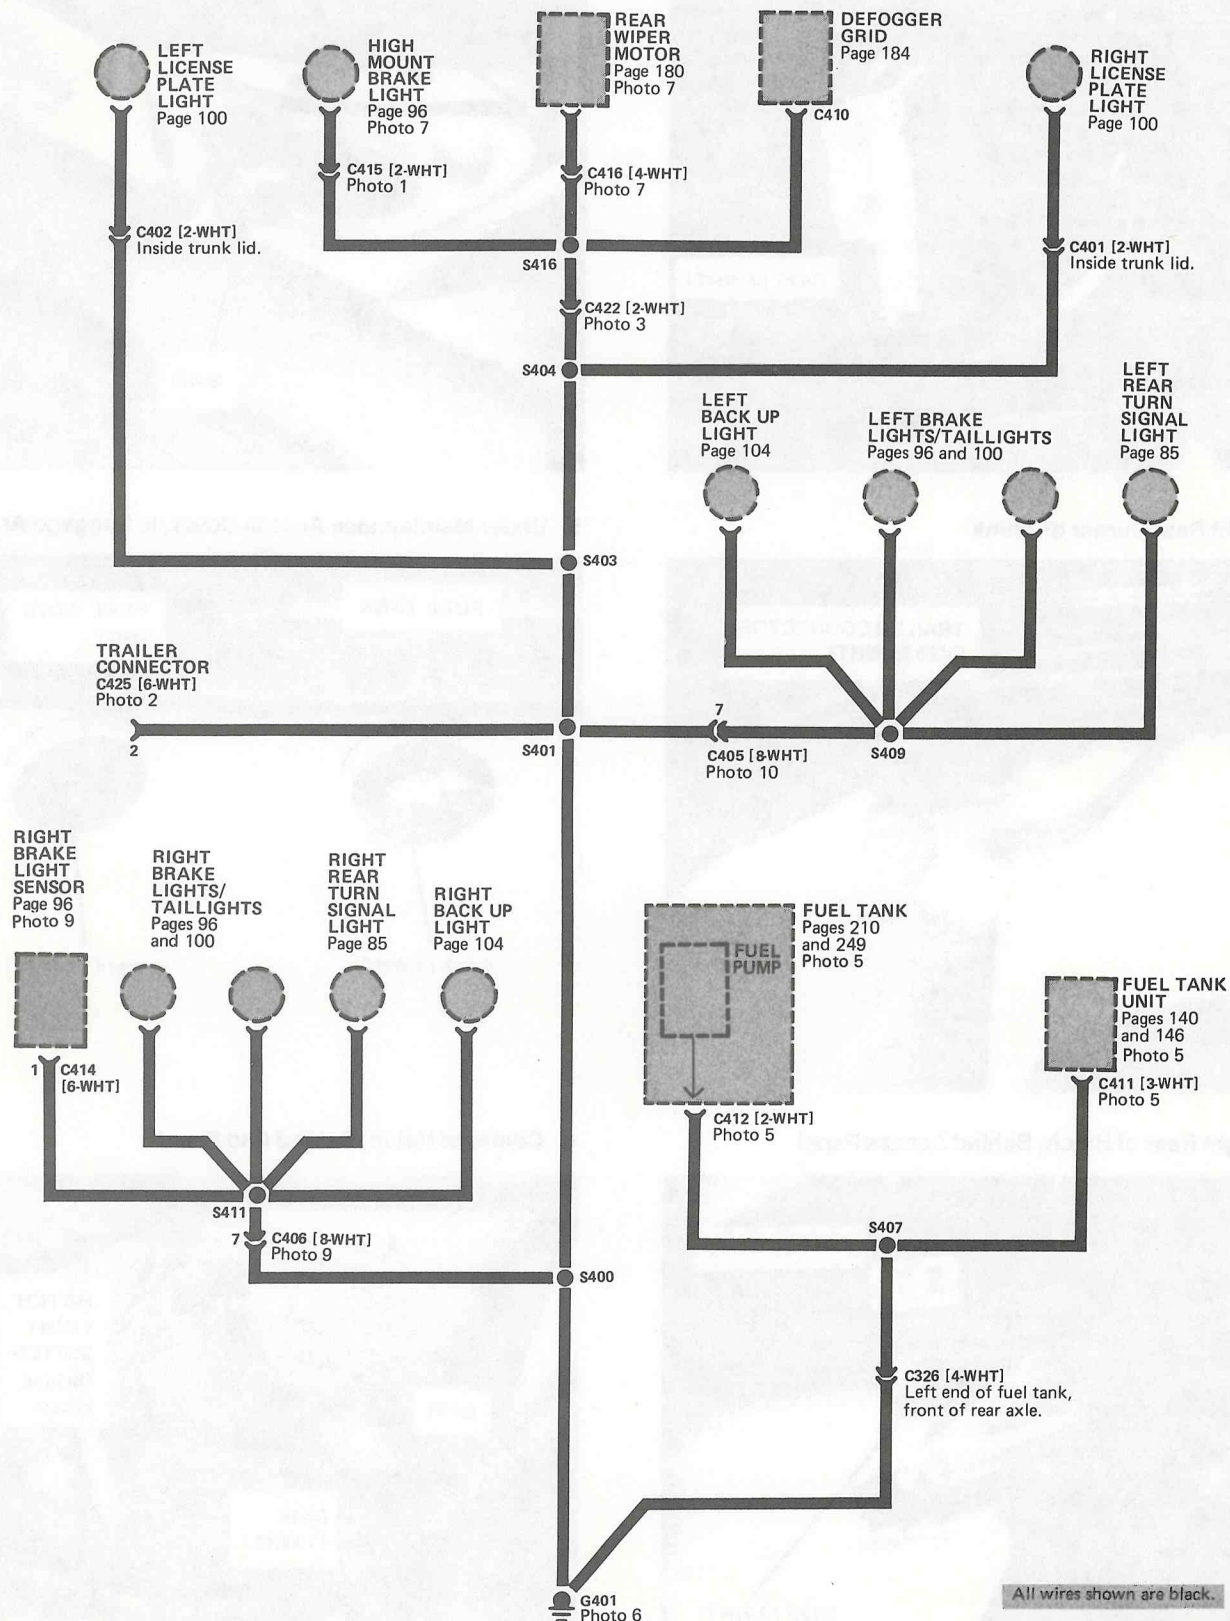 LEFT
LICENSE
PLATE
LIGHT
Page 100
HIGH
MOUNT
BRAKE
LIGHT
Page 96
Photo 7
REAR
WIPER
MOTOR
Page 180
Photo 7
DEFOGGER
GRID
Page 184
RIGHT
LICENSE
PLATE
LIGHT
Page 100
C410
C415 [2-WHT]
Photo 1
C416 [4-WHT]
Photo 7
C402 [2-WHT]
Inside trunk lid.
S416
C401 [2-WHT]
Inside trunk lid.
C422 [2-WHT]
Photo 3
S404
LEFT
BACK UP
LIGHT
Page 104
LEFT BRAKE
LIGHTS/TAILLIGHTS
Pages 96 and 100
LEFT
REAR
TURN
SIGNAL
LIGHT
Page 85
S403
TRAILER
CONNECTOR
C425 [6-WHT]
Photo 2
2
S401
7
C405 [8-WHT]
Photo 10
S409
RIGHT
BRAKE
LIGHT
SENSOR
Page 96
Photo 9
RIGHT
BRAKE
LIGHTS/
TAILLIGHTS
Pages 96
and 100
RIGHT
REAR
TURN
SIGNAL
LIGHT
Page 85
RIGHT
BACK UP
LIGHT
Page 104
FUEL TANK
Pages 210
and 249
Photo 5
FUEL
PUMP
FUEL TANK
UNIT
Pages 140
and 146
Photo 5
1
C414
[6-WHT]
C412 [2-WHT]
Photo 5
C411 [3-WHT]
Photo 5
S411
7
C406 [8-WHT]
Photo 9
S407
S400
C326 [4-WHT]
Left end of fuel tank,
front of rear axle.
G401
Photo 6
All wires shown are black.